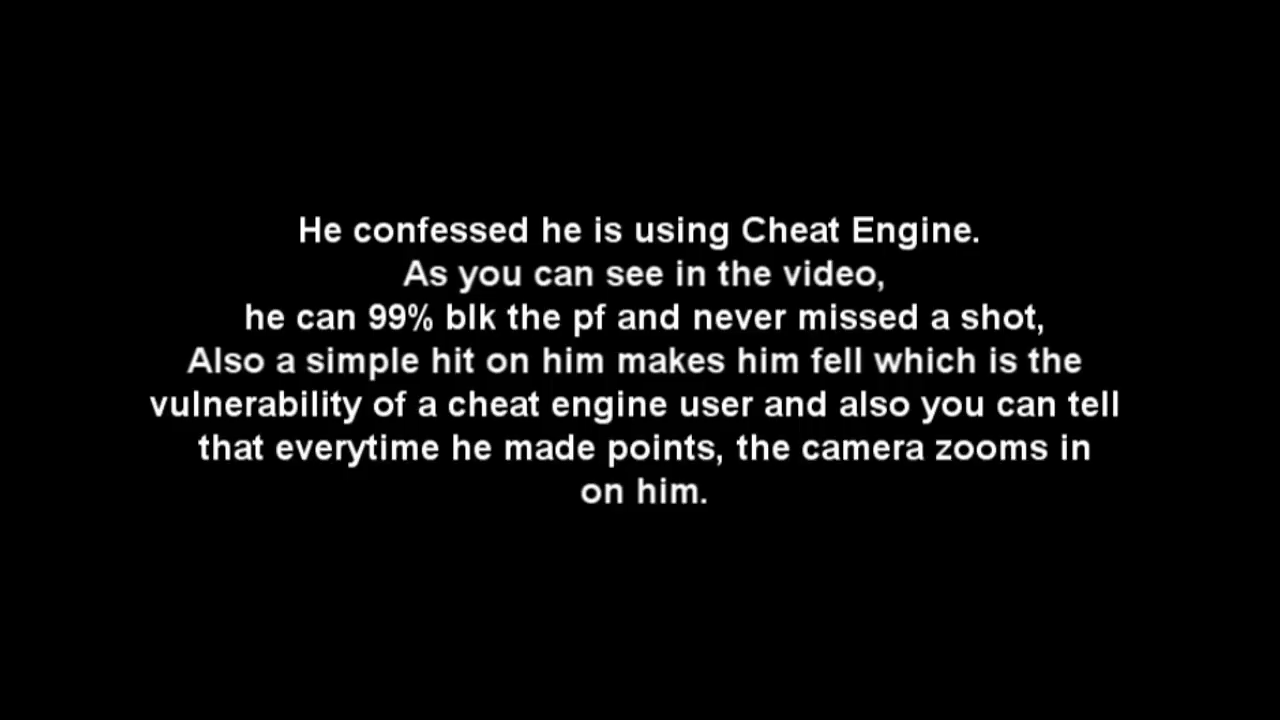 He confessed he is using Cheat Engine.
As you can see in the video,
he can 99% blk the pf and never missed a shot,
Also a simple hit on him makes him fell which is the
vulnerability of a cheat engine user and also you can tell
that everytime he made points, the camera zooms in
on him.